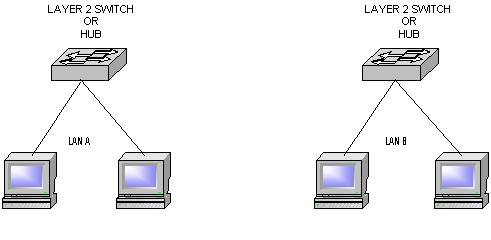 LAYER 2 SWITCH
OR
HUB
LAN A
LAYER 2 SWITCH
OR
HUB
LAN B